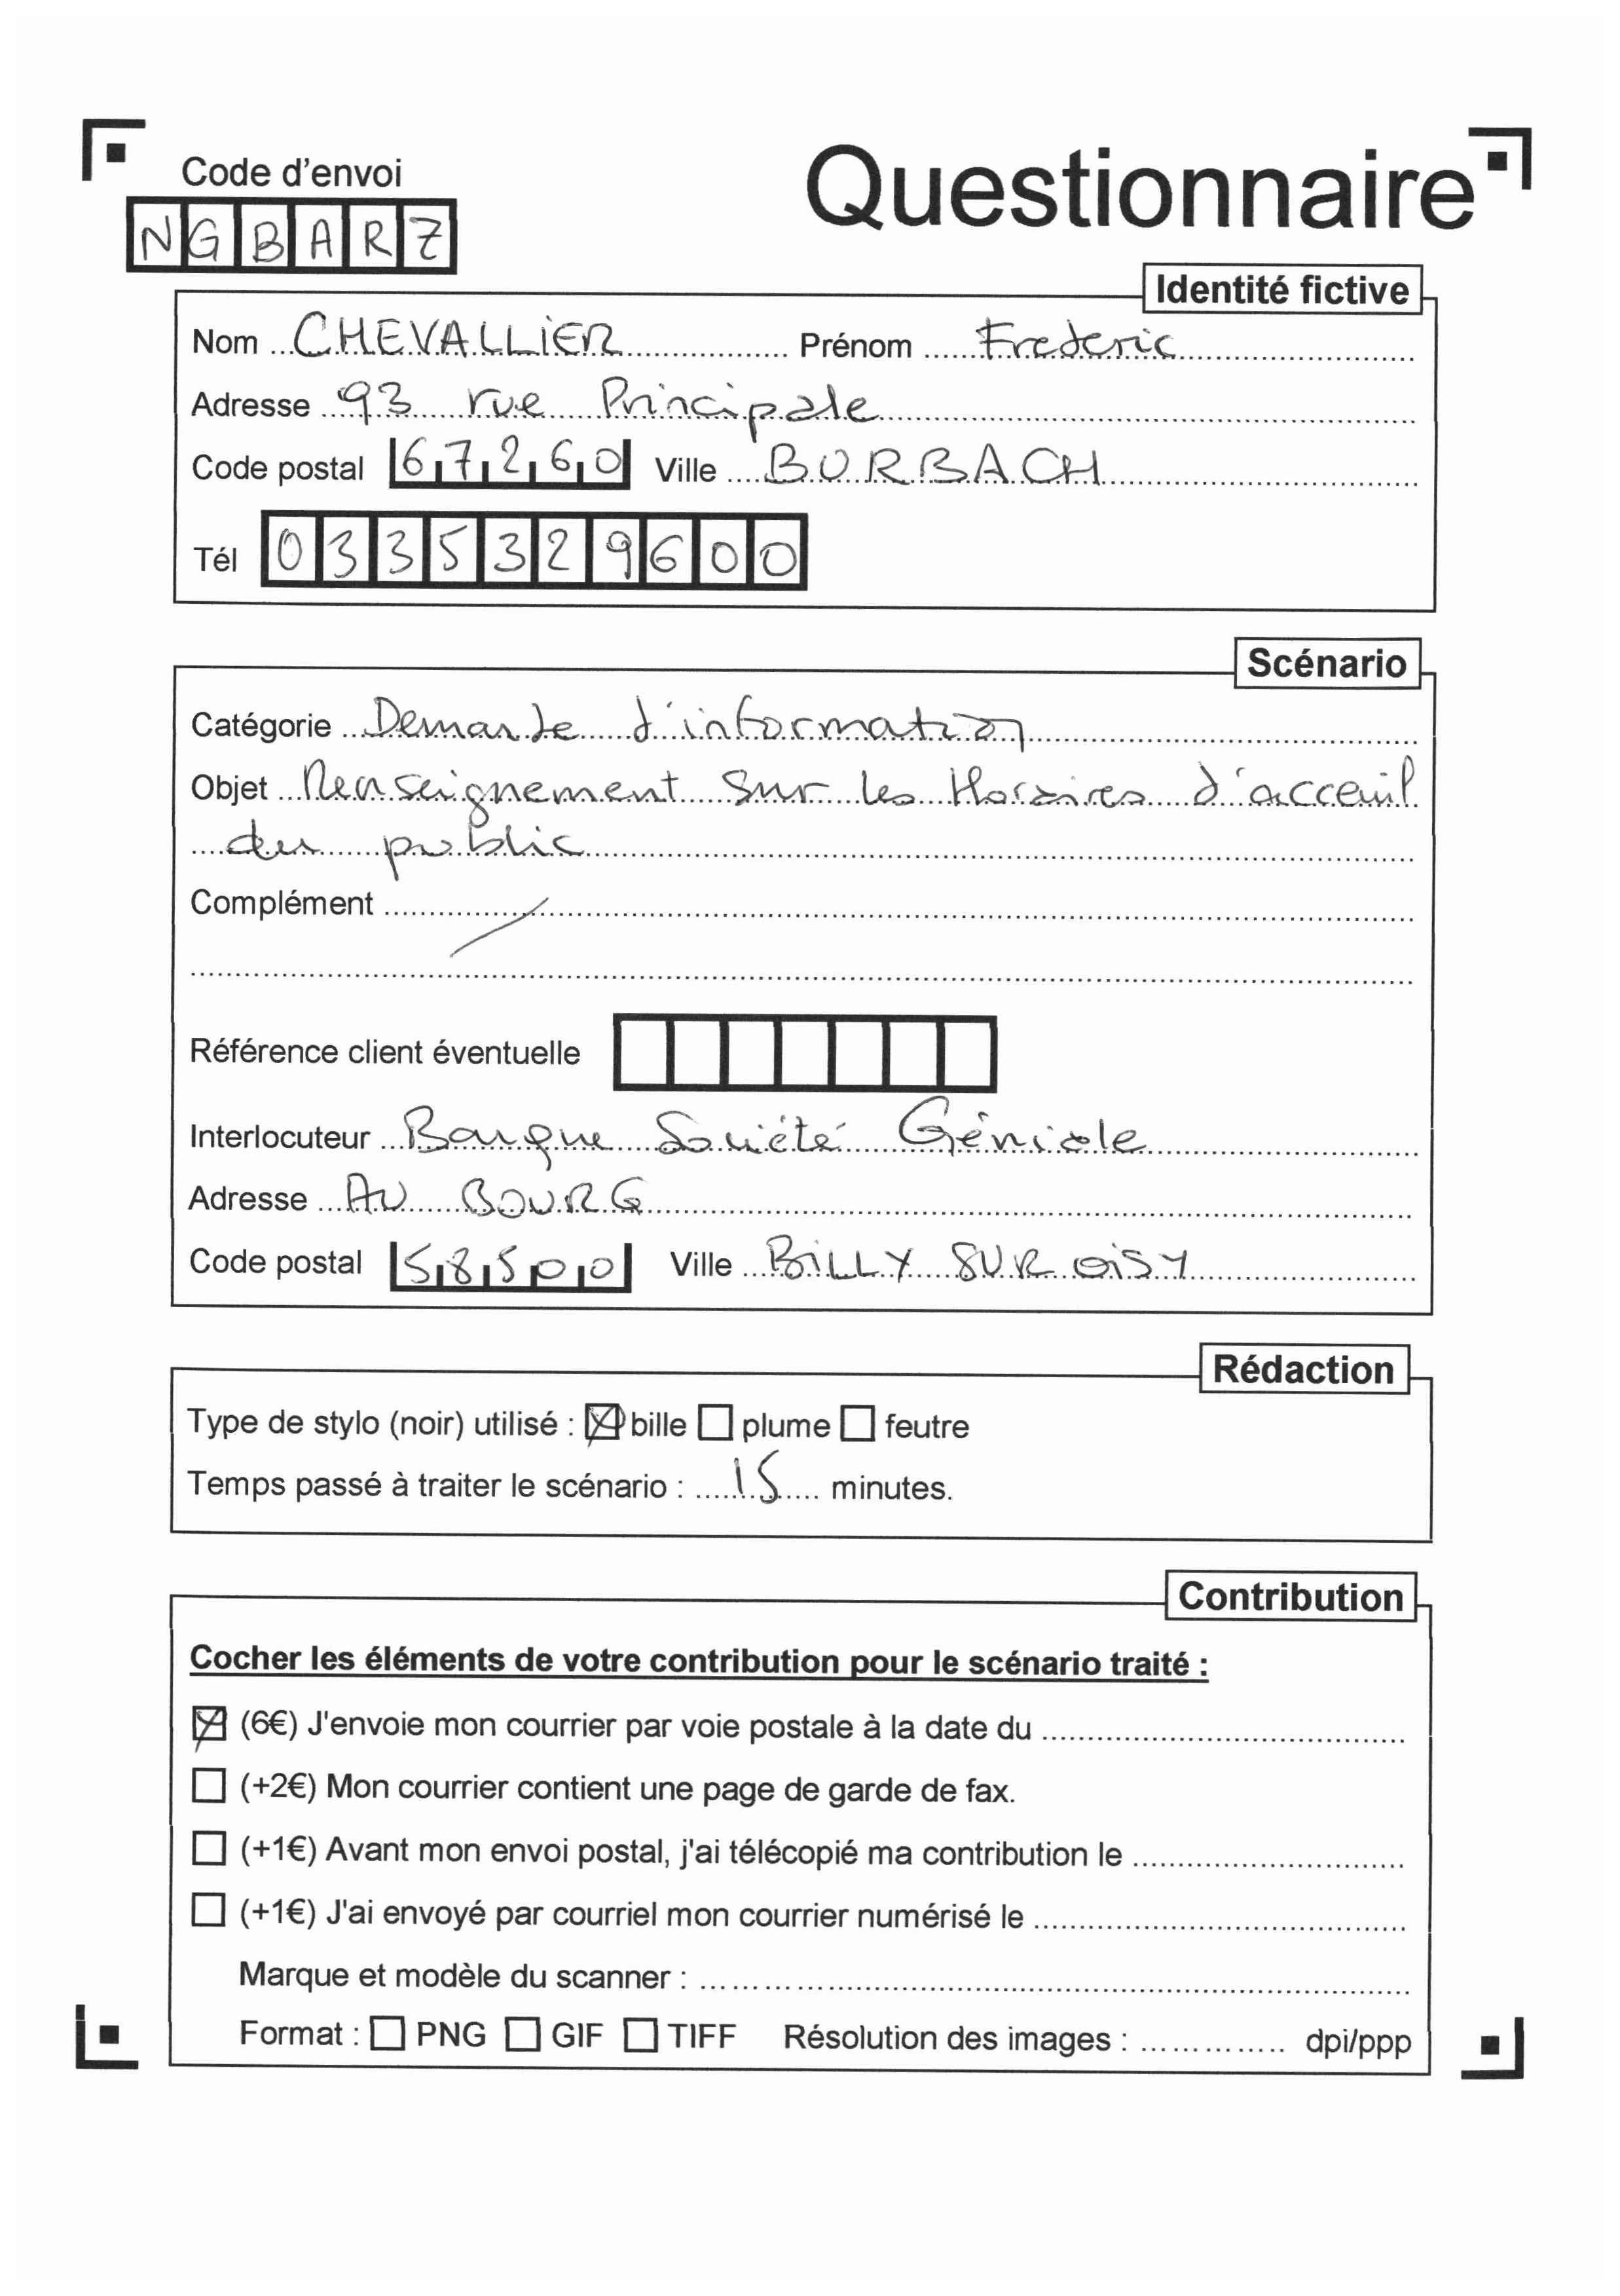 Code d'envoi
Questionnaire
NGBARZ
Identité fictive
Nom CHEVALLIER Prénom Frederic
Adresse 93 rue Principale
Code postal 67260 Ville BURBACH
Tél 0335329600
Scénario
Catégorie Demande d'information
Objet Renseignement sur les Horaires d'acceuil
du public
Complément /
Référence client éventuelle
Interlocuteur Banque Société Géniale
Adresse AU BOURG
Code postal 58500 Ville BILLY SUR OISY
Rédaction
Type de stylo (noir) utilisé : ☒ bille ☐ plume ☐ feutre
Temps passé à traiter le scénario : 15 minutes.
Contribution
Cocher les éléments de votre contribution pour le scénario traité :
☒ (6€) J'envoie mon courrier par voie postale à la date du
☐ (+2€) Mon courrier contient une page de garde de fax.
☐ (+1€) Avant mon envoi postal, j'ai télécopié ma contribution le
☐ (+1€) J'ai envoyé par courriel mon courrier numérisé le
Marque et modèle du scanner :
Format : ☐ PNG ☐ GIF ☐ TIFF Résolution des images : dpi/ppp